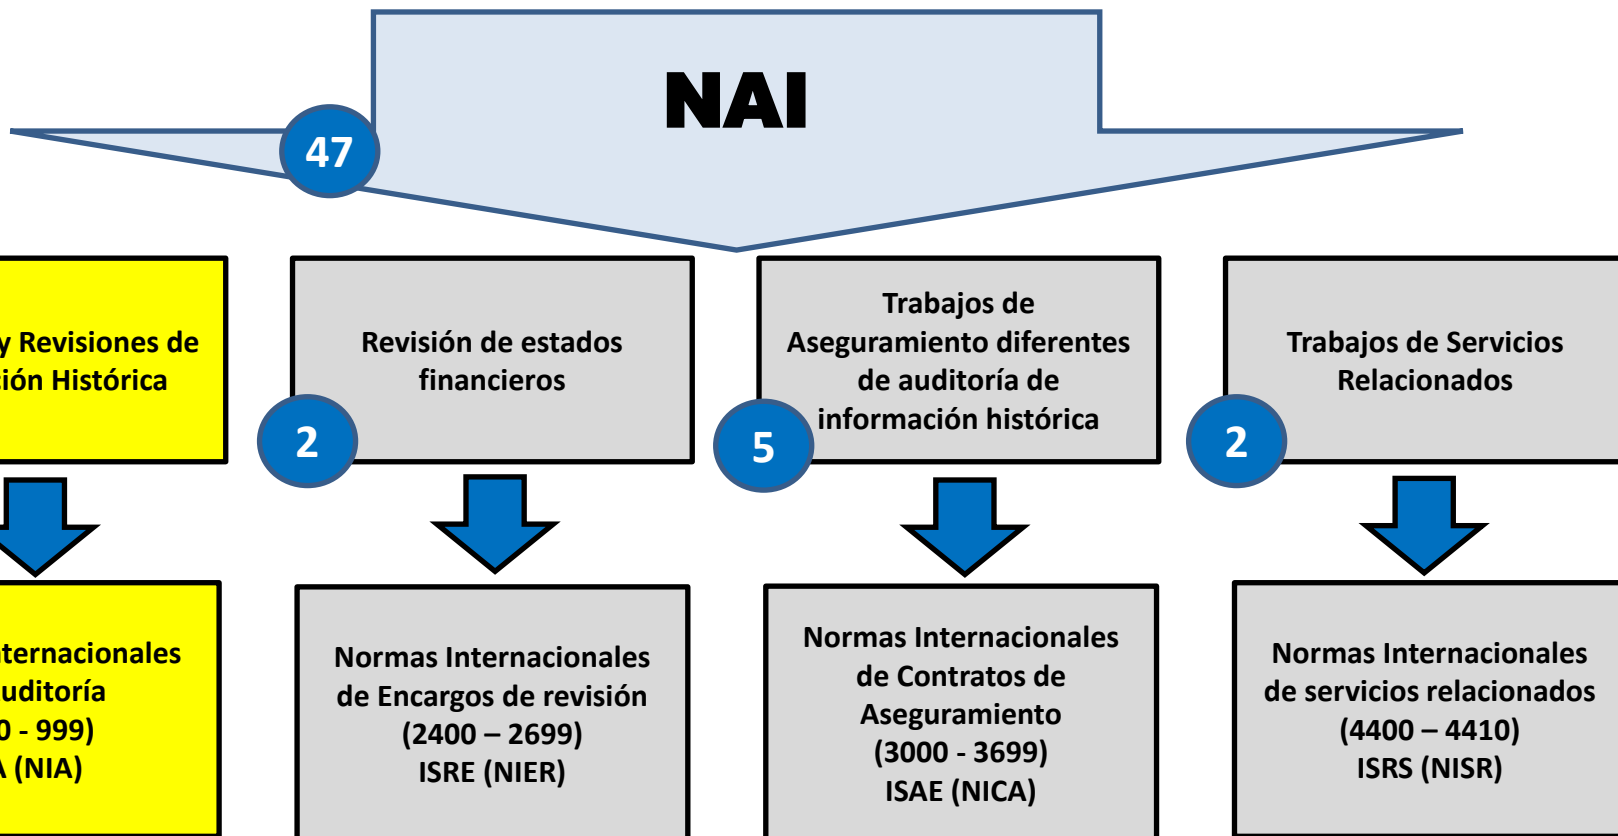 NAI
47
y Revisiones de
ción Histórica
Revisión de estados
financieros
2
Trabajos de
Aseguramiento diferentes
de auditoría de
información histórica
5
Trabajos de Servicios
Relacionados
2
nternacionales
uditoría
0 - 999)
A (NIA)
Normas Internacionales
de Encargos de revisión
(2400 – 2699)
ISRE (NIER)
Normas Internacionales
de Contratos de
Aseguramiento
(3000 - 3699)
ISAE (NICA)
Normas Internacionales
de servicios relacionados
(4400 – 4410)
ISRS (NISR)